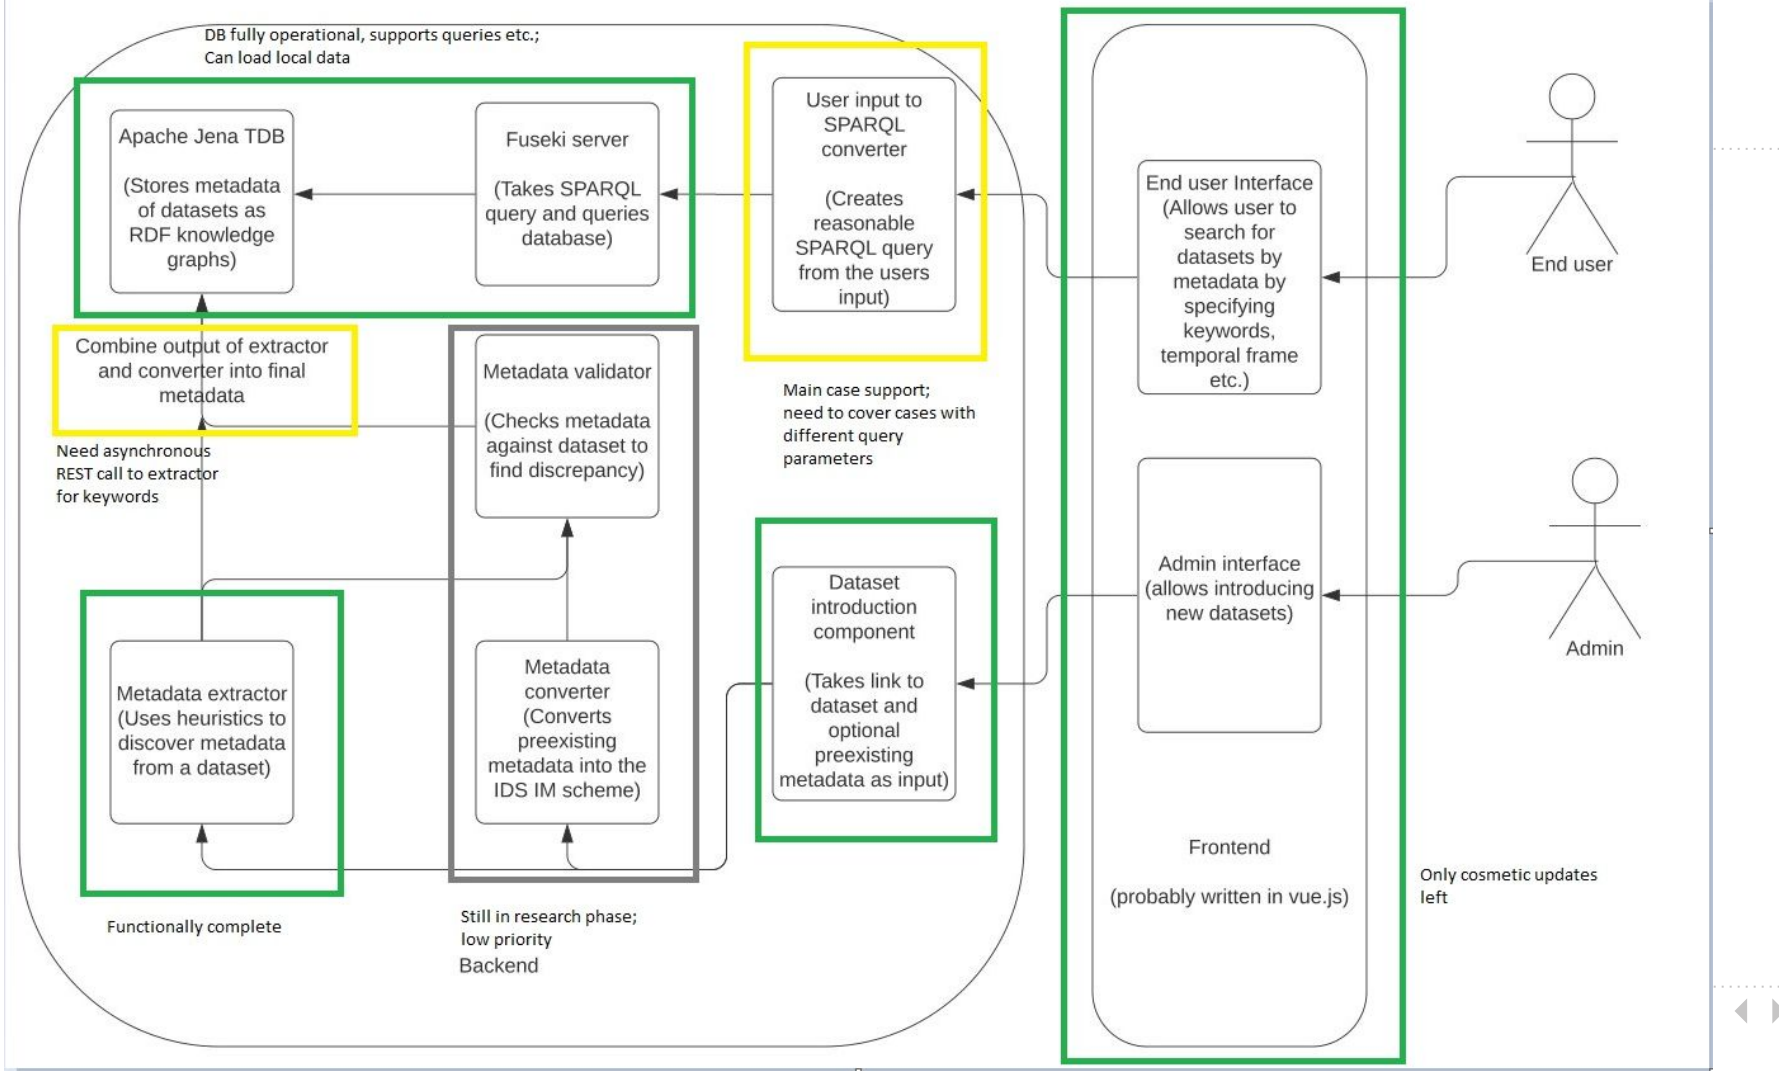 DB fully operational, supports queries etc.;
Can load local data
Apache Jena TDB
(Stores metadata
of datasets as
RDF knowledge
graphs)
Fuseki server
(Takes SPARQL
query and queries
database)
User input to
SPARQL
converter
(Creates
reasonable
SPARQL query
from the users
input)
End user Interface
(Allows user to
search for
datasets by
metadata by
specifying
keywords,
temporal frame
etc.)
End user
Combine output of extractor
and converter into final
metadata
Need asynchronous
REST call to extractor
for keywords
Metadata validator
(Checks metadata
against dataset to
find discrepancy)
Main case support;
need to cover cases with
different query
parameters
Admin interface
(allows introducing
new datasets)
Admin
Dataset
introduction
component
(Takes link to
dataset and
optional
preexisting
metadata as input)
Metadata extractor
(Uses heuristics to
discover metadata
from a dataset)
Metadata
converter
(Converts
preexisting
metadata into the
IDS IM scheme)
Functionally complete
Still in research phase;
low priority
Backend
Frontend
(probably written in vue.js)
Only cosmetic updates
left